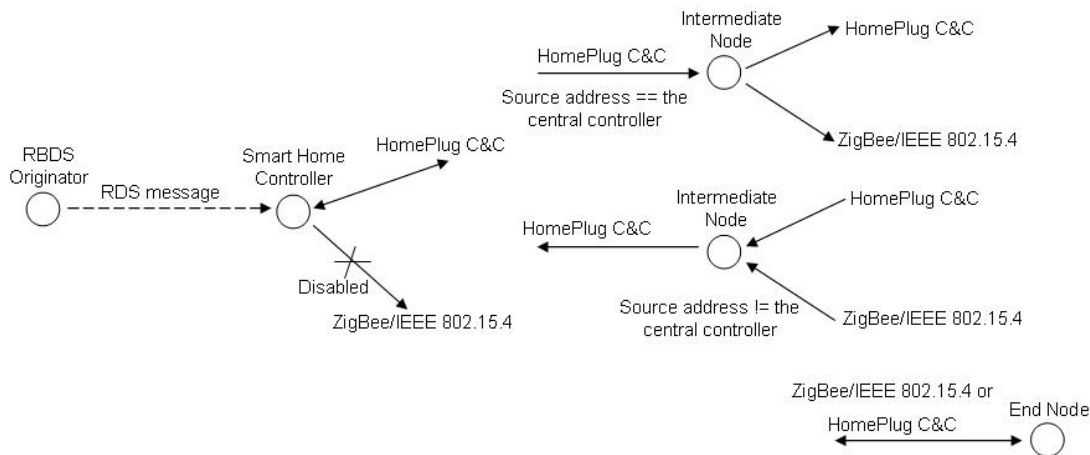 RBDS
Originator
RDS message
Smart Home
Controller
HomePlug C&C
Disabled
ZigBee/IEEE 802.15.4
Intermediate
Node
HomePlug C&C
HomePlug C&C
Source address == the
central controller
ZigBee/IEEE 802.15.4
Intermediate
Node
HomePlug C&C
HomePlug C&C
Source address != the
central controller
ZigBee/IEEE 802.15.4
ZigBee/IEEE 802.15.4 or
HomePlug C&C
End Node